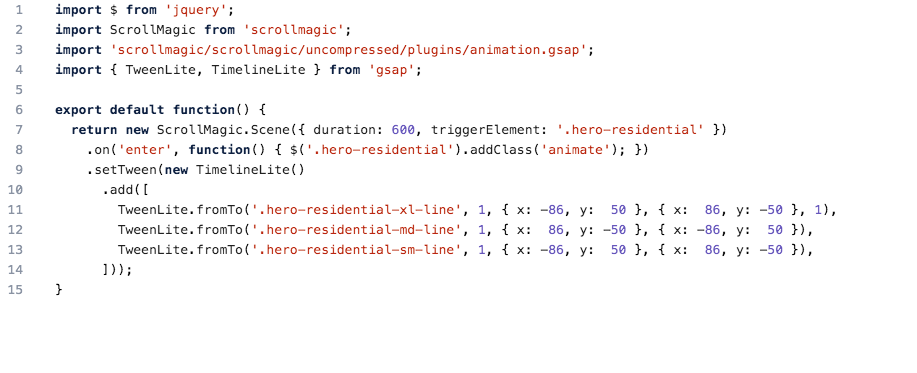 1 import $ from 'jquery';
2 import ScrollMagic from 'scrollmagic';
3 import 'scrollmagic/scrollmagic/uncompressed/plugins/animation.gsap';
4 import { TweenLite, TimelineLite } from 'gsap';
5
6 export default function() {
7   return new ScrollMagic.Scene({ duration: 600, triggerElement: '.hero-residential' })
8     .on('enter', function() { $('.hero-residential').addClass('animate'); })
9     .setTween(new TimelineLite()
10       .add([
11         TweenLite.fromTo('.hero-residential-xl-line', 1, { x: -86, y:  50 }, { x:  86, y: -50 }, 1),
12         TweenLite.fromTo('.hero-residential-md-line', 1, { x:  86, y: -50 }, { x: -86, y:  50 }),
13         TweenLite.fromTo('.hero-residential-sm-line', 1, { x: -86, y:  50 }, { x:  86, y: -50 }),
14       ]));
15 }